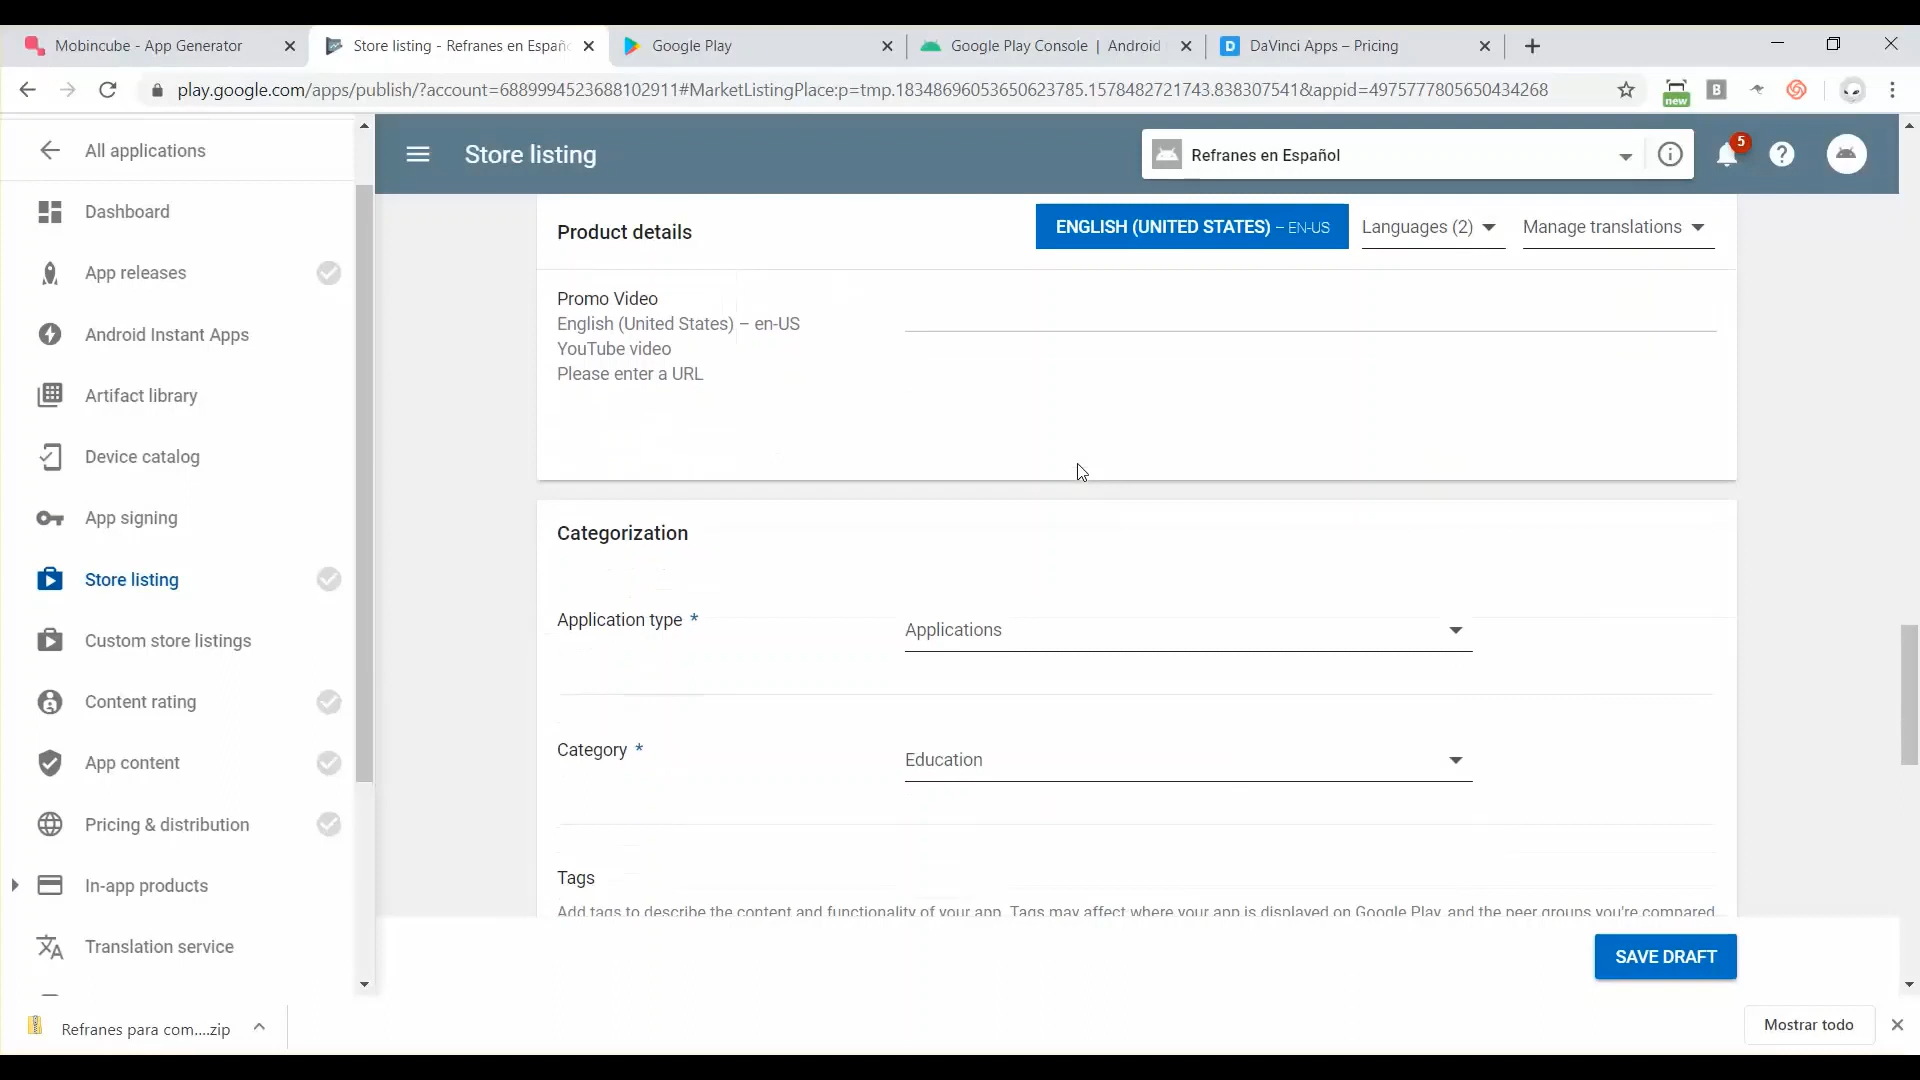 Mobincube - App Generator
Store listing - Refranes en Españ
Google Play
Google Play Console | Android
DaVinci Apps – Pricing
play.google.com/apps/publish/?account=6889994523688102911#MarketListingPlace:p=tmp.18348696053650623785.1578482721743.838307541&appid=4975777805650434268
new
B
All applications
Store listing
Refranes en Español
5
Dashboard
App releases
Android Instant Apps
Artifact library
Device catalog
App signing
Store listing
Custom store listings
Content rating
App content
Pricing & distribution
In-app products
Translation service
Product details
ENGLISH (UNITED STATES) – EN-US
Languages (2)
Manage translations
Promo Video
English (United States) – en-US
YouTube video
Please enter a URL
Categorization
Application type *
Applications
Category *
Education
Tags
Add tags to describe the content and functionality of your app. Tags may affect where your app is displayed on Google Play, and the peer groups you're compared
SAVE DRAFT
Refranes para com....zip
Mostrar todo